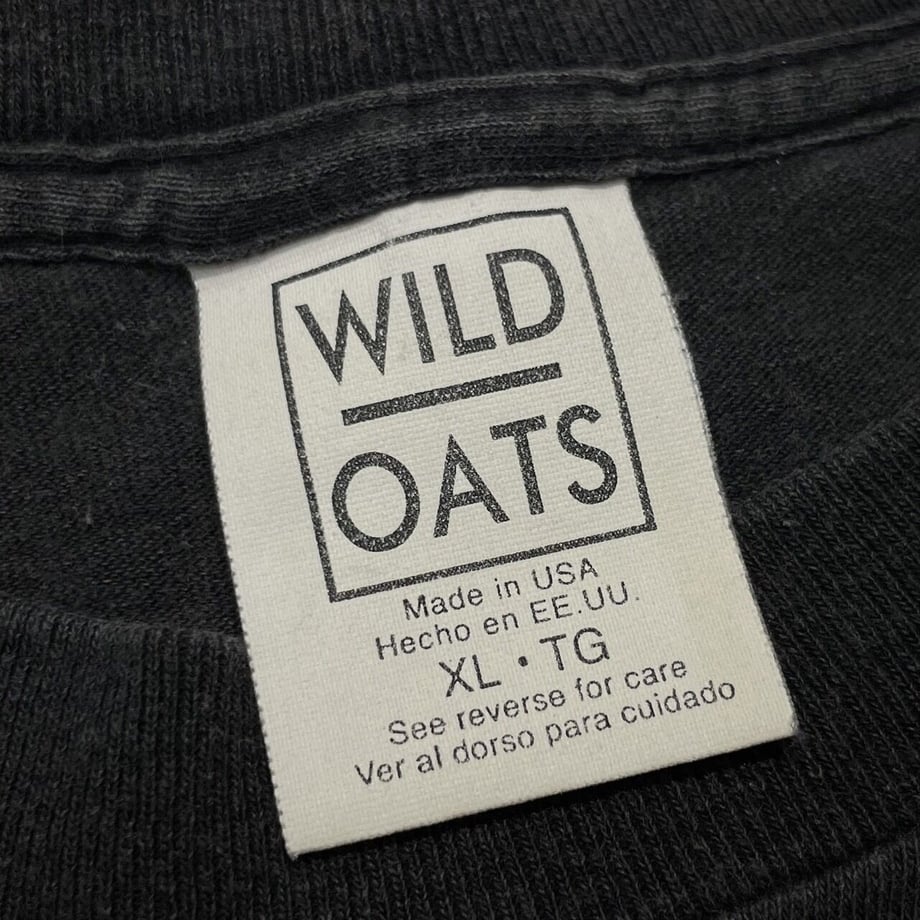 WILD
OATS
Made in USA
Hecho en EE.UU.
XL • TG
See reverse for care
Ver al dorso para cuidado